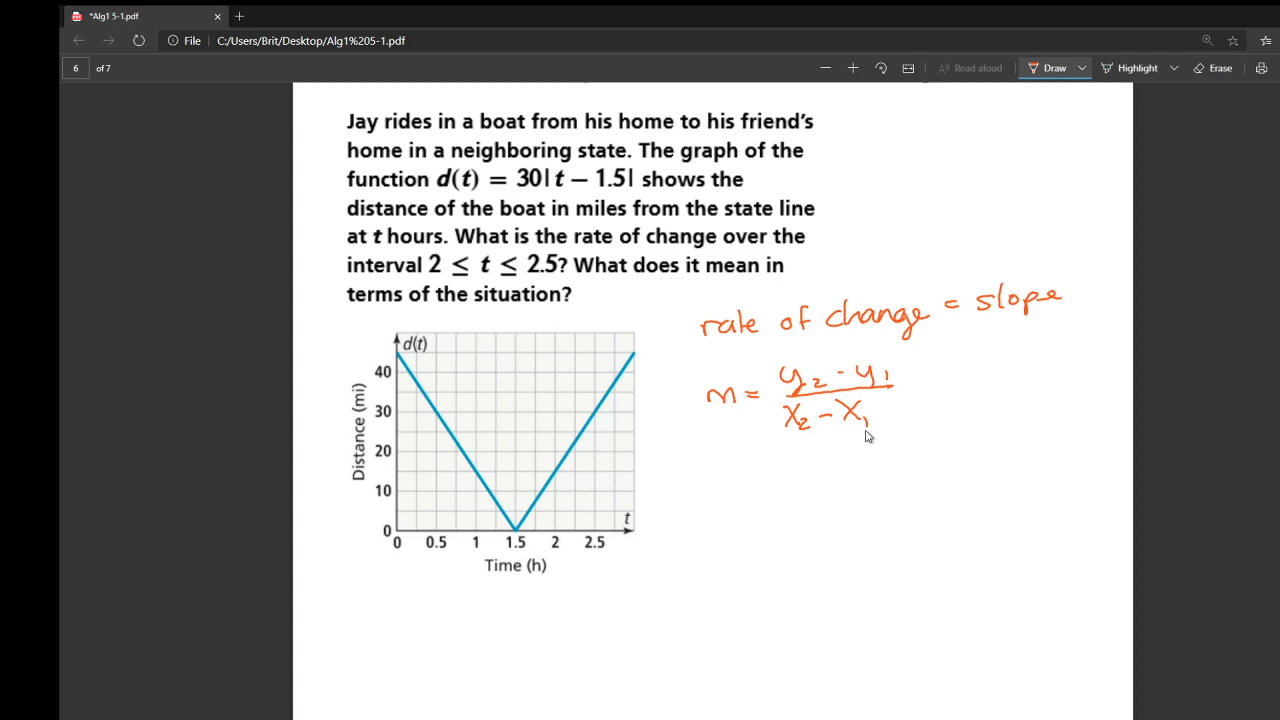 *Alg1 5-1.pdf
File | C:/Users/Brit/Desktop/Alg1%205-1.pdf
6 of 7
Read aloud Draw Highlight Erase
Jay rides in a boat from his home to his friend's
home in a neighboring state. The graph of the
function d(t) = 30|t – 1.5| shows the
distance of the boat in miles from the state line
at t hours. What is the rate of change over the
interval 2 ≤ t ≤ 2.5? What does it mean in
terms of the situation?
rate of change = slope
m = y₂ - y₁
x₂ - x₁
d(t)
Distance (mi)
40
30
20
10
0
t
0 0.5 1 1.5 2 2.5
Time (h)